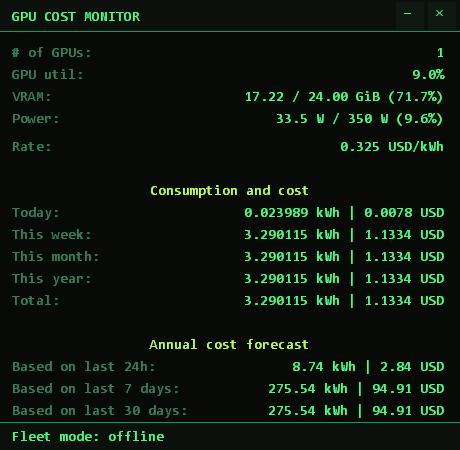 GPU COST MONITOR – ×
# of GPUs: 1
GPU util: 9.0%
VRAM: 17.22 / 24.00 GiB (71.7%)
Power: 33.5 W / 350 W (9.6%)
Rate: 0.325 USD/kWh
Consumption and cost
Today: 0.023989 kWh | 0.0078 USD
This week: 3.290115 kWh | 1.1334 USD
This month: 3.290115 kWh | 1.1334 USD
This year: 3.290115 kWh | 1.1334 USD
Total: 3.290115 kWh | 1.1334 USD
Annual cost forecast
Based on last 24h: 8.74 kWh | 2.84 USD
Based on last 7 days: 275.54 kWh | 94.91 USD
Based on last 30 days: 275.54 kWh | 94.91 USD
Fleet mode: offline